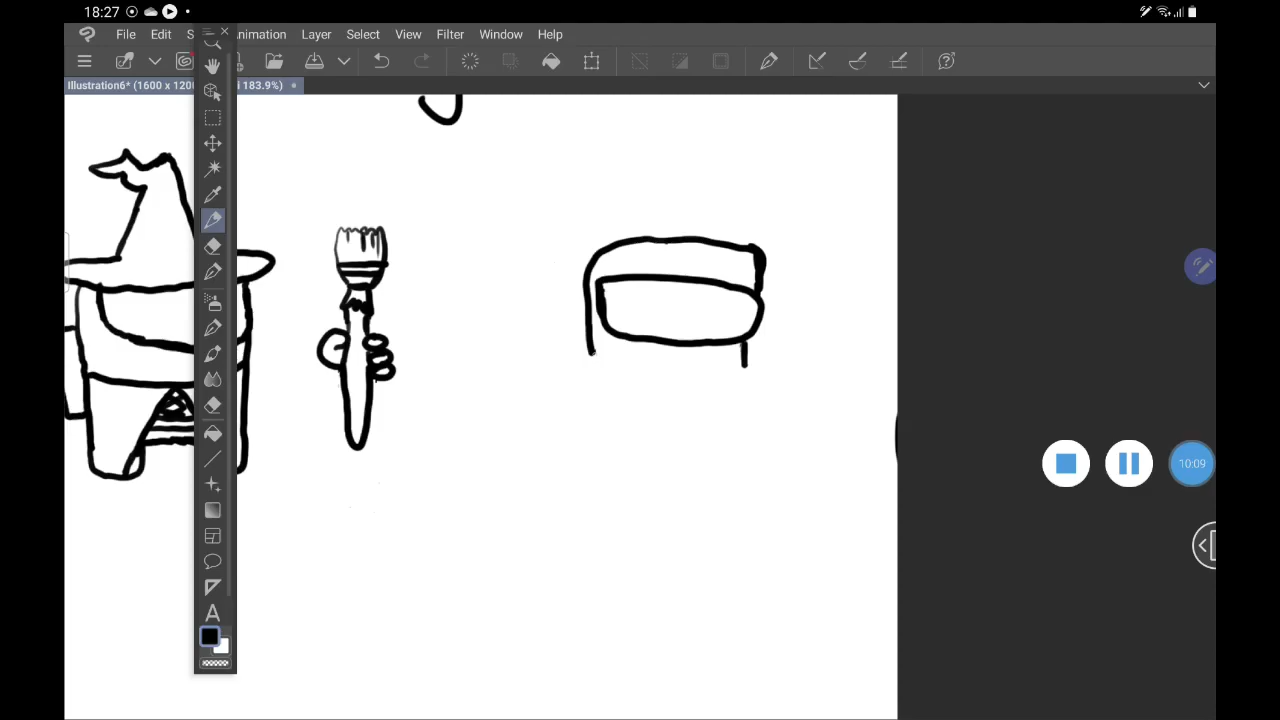 18:27
File Edit S nimation Layer Select View Filter Window Help
Illustration6* (1600 x 120 i 183.9%)
A
10:09